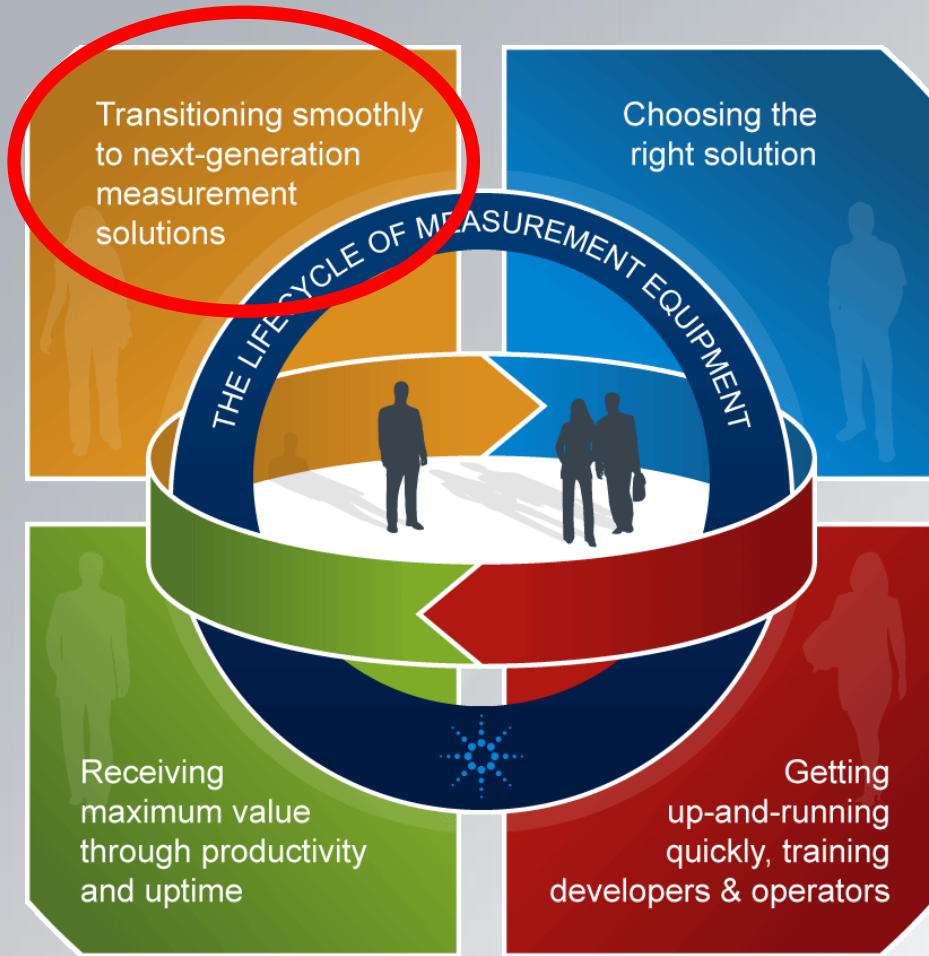 Transitioning smoothly
to next-generation
measurement
solutions
Choosing the
right solution
THE LIFECYCLE OF MEASUREMENT EQUIPMENT
Receiving
maximum value
through productivity
and uptime
Getting
up-and-running
quickly, training
developers & operators